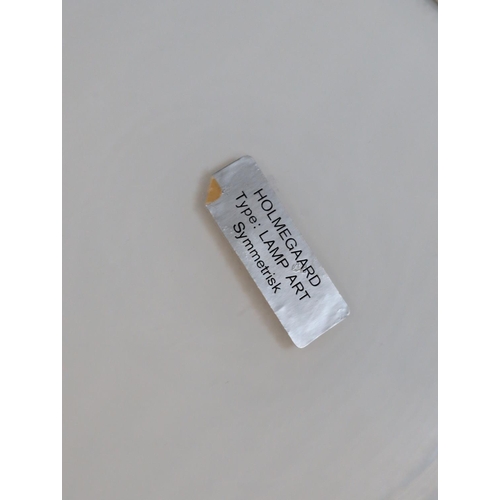 HOLMEGAARD
Type: LAMP ART
Symmetrisk